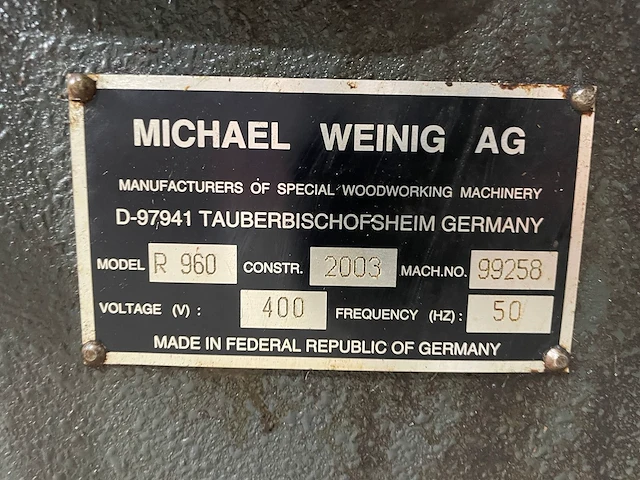 MICHAEL WEINIG AG
MANUFACTURERS OF SPECIAL WOODWORKING MACHINERY
D-97941 TAUBERBISCHOFSHEIM GERMANY
MODEL R 960 CONSTR. 2003 MACH.NO. 99258
VOLTAGE (V) : 400 FREQUENCY (HZ) : 50
MADE IN FEDERAL REPUBLIC OF GERMANY